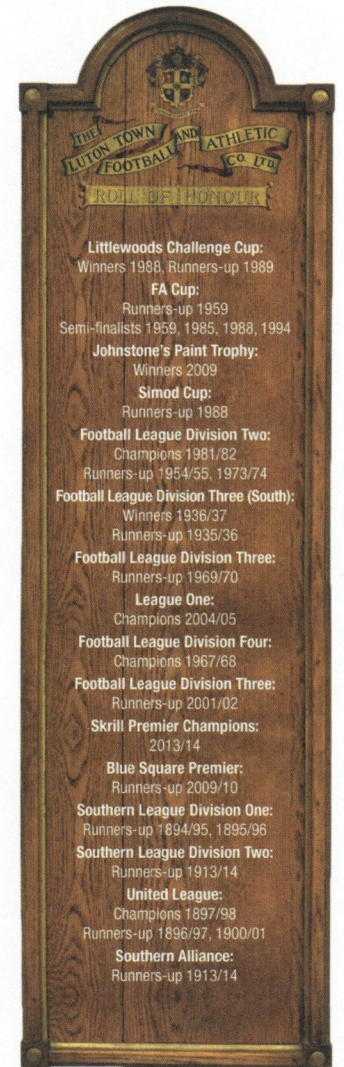 THE
LUTON TOWN
FOOTBALL AND ATHLETIC
CO. LTD
ROLL OF HONOUR
Littlewoods Challenge Cup:
Winners 1988, Runners-up 1989
FA Cup:
Runners-up 1959
Semi-finalists 1959, 1985, 1988, 1994
Johnstone's Paint Trophy:
Winners 2009
Simod Cup:
Runners-up 1988
Football League Division Two:
Champions 1981/82
Runners-up 1954/55, 1973/74
Football League Division Three (South):
Winners 1936/37
Runners-up 1935/36
Football League Division Three:
Runners-up 1969/70
League One:
Champions 2004/05
Football League Division Four:
Champions 1967/68
Football League Division Three:
Runners-up 2001/02
Skrill Premier Champions:
2013/14
Blue Square Premier:
Runners-up 2009/10
Southern League Division One:
Runners-up 1894/95, 1895/96
Southern League Division Two:
Runners-up 1913/14
United League:
Champions 1897/98
Runners-up 1896/97, 1900/01
Southern Alliance:
Runners-up 1913/14